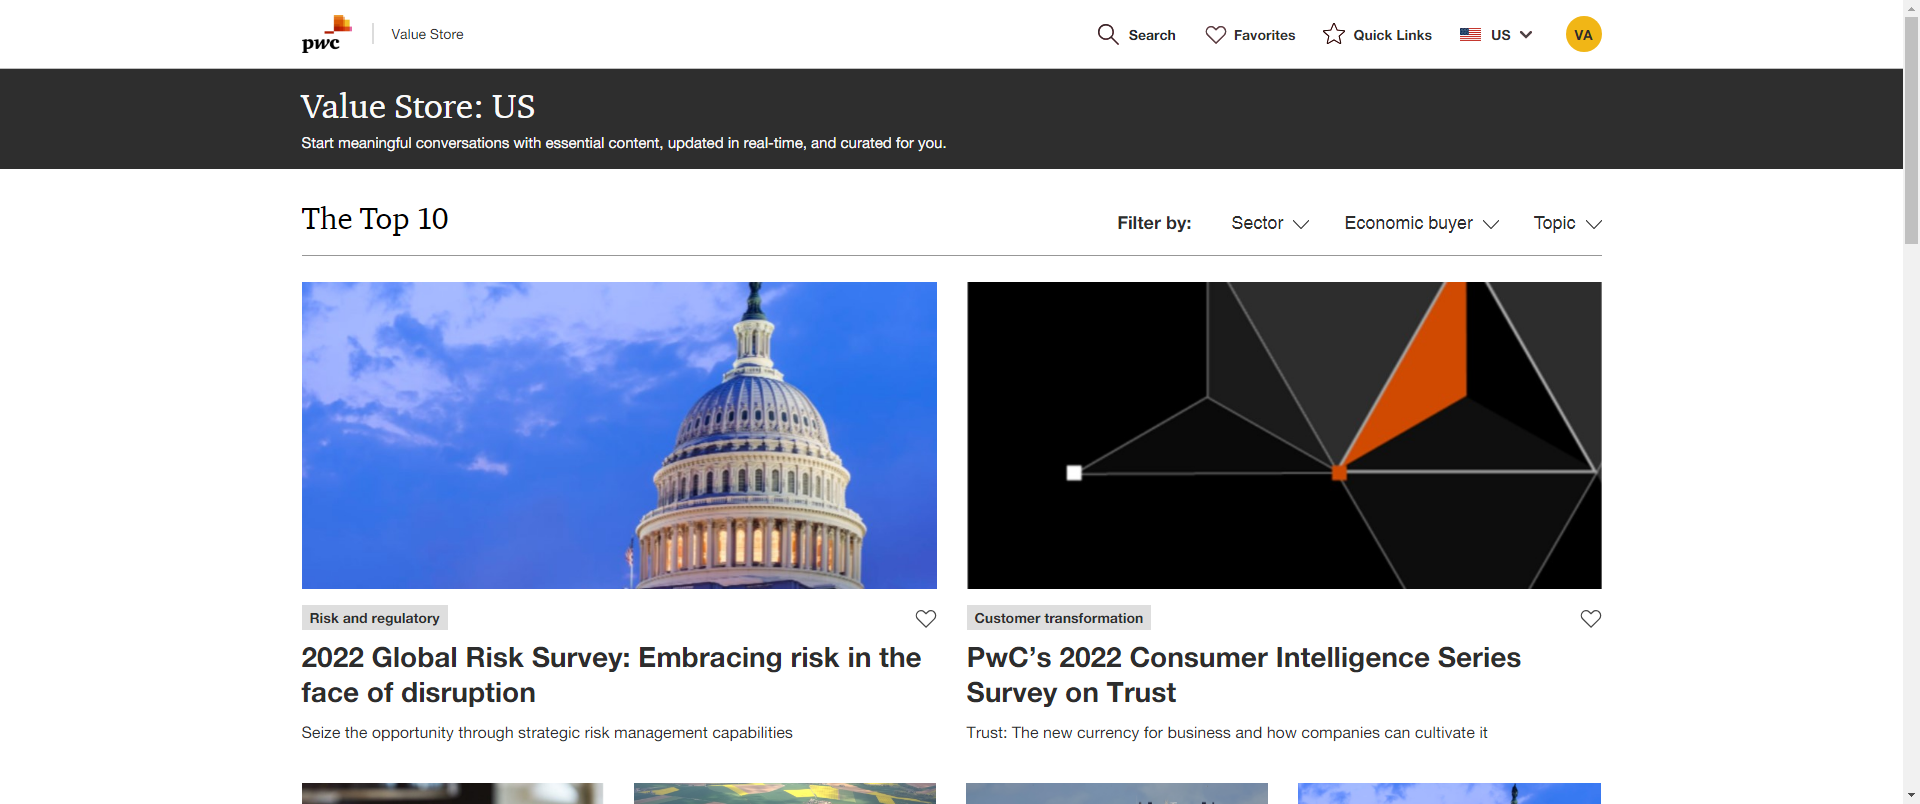 pwc
Value Store
Search
Favorites
Quick Links
US
VA
Value Store: US
Start meaningful conversations with essential content, updated in real-time, and curated for you.
The Top 10
Filter by:
Sector
Economic buyer
Topic
Risk and regulatory
2022 Global Risk Survey: Embracing risk in the
face of disruption
Seize the opportunity through strategic risk management capabilities
Customer transformation
PwC’s 2022 Consumer Intelligence Series
Survey on Trust
Trust: The new currency for business and how companies can cultivate it